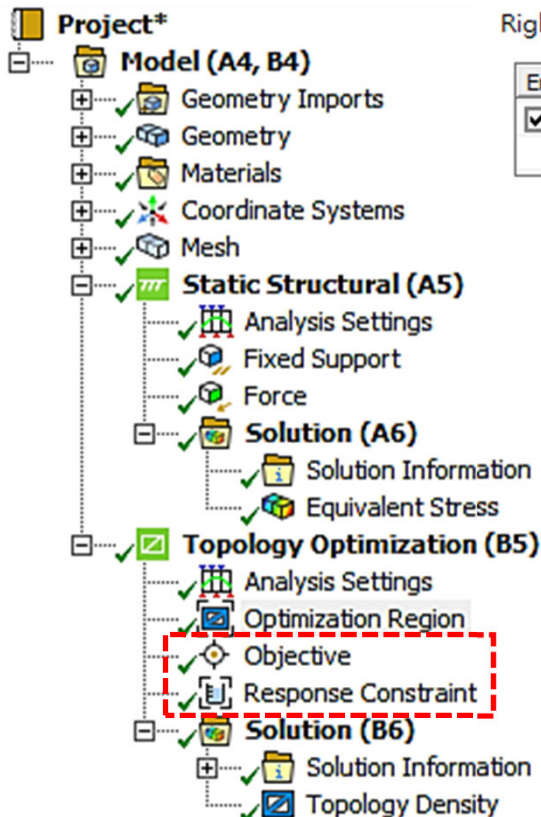 Project*
Model (A4, B4)
Geometry Imports
Geometry
Materials
Coordinate Systems
Mesh
Static Structural (A5)
Analysis Settings
Fixed Support
Force
Solution (A6)
Solution Information
Equivalent Stress
Topology Optimization (B5)
Analysis Settings
Optimization Region
Objective
Response Constraint
Solution (B6)
Solution Information
Topology Density